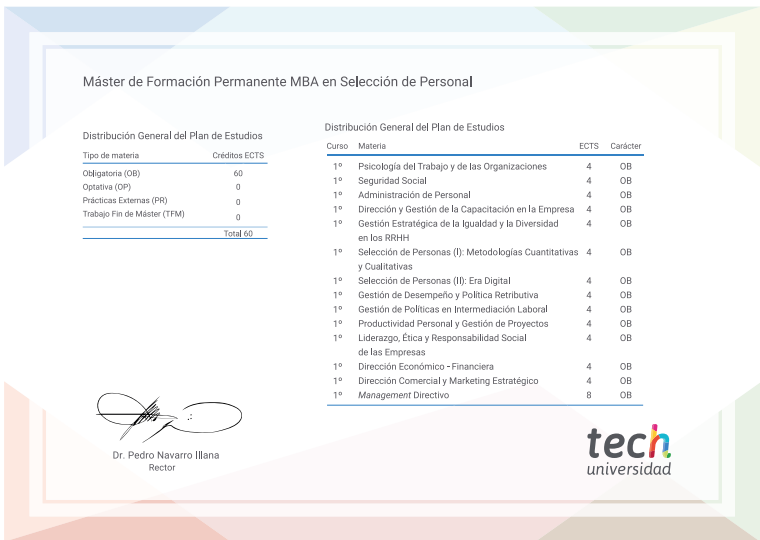 Máster de Formación Permanente MBA en Selección de Personal
Distribución General del Plan de Estudios
Tipo de materia Créditos ECTS
Obligatoria (OB) 60
Optativa (OP) 0
Prácticas Externas (PR) 0
Trabajo Fin de Máster (TFM) 0
Total 60
Distribución General del Plan de Estudios
Curso Materia ECTS Carácter
1º Psicología del Trabajo y de las Organizaciones 4 OB
1º Seguridad Social 4 OB
1º Administración de Personal 4 OB
1º Dirección y Gestión de la Capacitación en la Empresa 4 OB
1º Gestión Estratégica de la Igualdad y la Diversidad 4 OB
en los RRHH
1º Selección de Personas (I): Metodologías Cuantitativas 4 OB
y Cualitativas
1º Selección de Personas (II): Era Digital 4 OB
1º Gestión de Desempeño y Política Retributiva 4 OB
1º Gestión de Políticas en Intermediación Laboral 4 OB
1º Productividad Personal y Gestión de Proyectos 4 OB
1º Liderazgo, Ética y Responsabilidad Social 4 OB
de las Empresas
1º Dirección Económico - Financiera 4 OB
1º Dirección Comercial y Marketing Estratégico 4 OB
1º Management Directivo 8 OB
Dr. Pedro Navarro Illana
Rector
tech
universidad